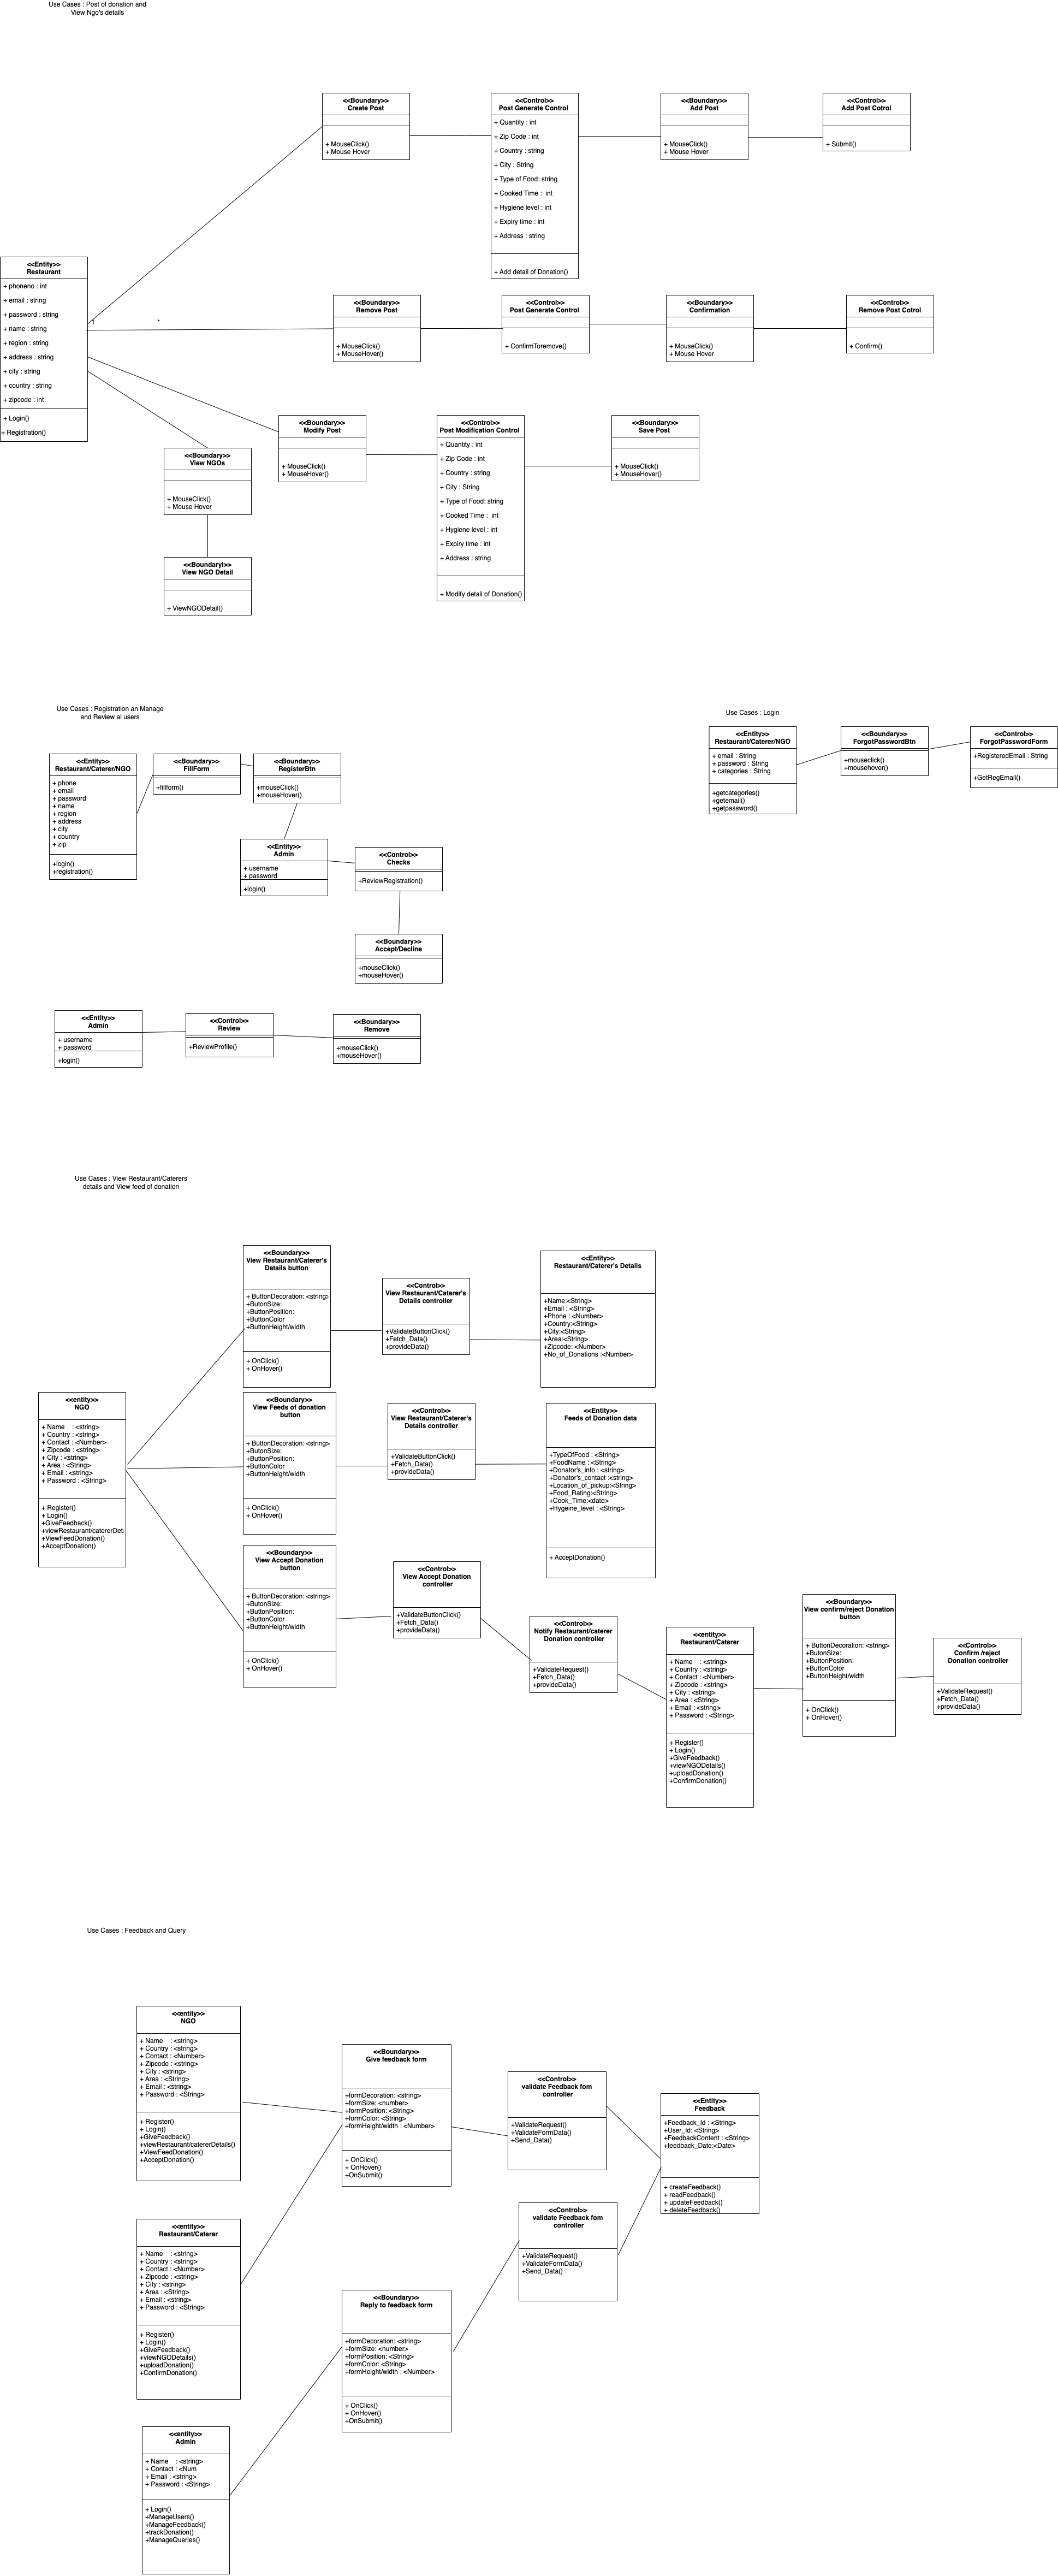 Use Cases : Post of donation and
View Ngo's details
<<Boundary>>
Create Post
+ MouseClick()
+ Mouse Hover
<<Control>>
Post Generate Control
+ Quantity : int
+ Zip Code : int
+ Country : string
+ City : String
+ Type of Food: string
+ Cooked Time :  int
+ Hygiene level : int
+ Expiry time : int
+ Address : string
+ Add detail of Donation()
<<Boundary>>
Add Post
+ MouseClick()
+ Mouse Hover
<<Control>>
Add Post Cotrol
+ Submit()
<<Entity>>
Restaurant
+ phoneno : int
+ email : string
+ password : string
+ name : string
+ region : string
+ address : string
+ city : string
+ country : string
+ zipcode : int
+ Login()
+ Registration()
1
*
<<Boundary>>
Remove Post
+ MouseClick()
+ MouseHover()
<<Control>>
Post Generate Control
+ ConfirmToremove()
<<Boundary>>
Confirmation
+ MouseClick()
+ Mouse Hover
<<Control>>
Remove Post Cotrol
+ Confirm()
<<Boundary>>
Modify Post
+ MouseClick()
+ MouseHover()
<<Control>>
Post Modification Control
+ Quantity : int
+ Zip Code : int
+ Country : string
+ City : String
+ Type of Food: string
+ Cooked Time :  int
+ Hygiene level : int
+ Expiry time : int
+ Address : string
+ Modify detail of Donation()
<<Boundary>>
Save Post
+ MouseClick()
+ MouseHover()
<<Boundary>>
View NGOs
+ MouseClick()
+ Mouse Hover
<<Boundaryl>>
View NGO Detail
+ ViewNGODetail()
Use Cases : Registration an Manage
and Review al users
<<Entity>>
Restaurant/Caterer/NGO
+ phone
+ email
+ password
+ name
+ region
+ address
+ city
+ country
+ zip
+login()
+registration()
<<Boundary>>
FillForm
+fillform()
<<Boundary>>
RegisterBtn
+mouseClick()
+mouseHover()
<<Entity>>
Admin
+ username
+ password
+login()
<<Control>>
Checks
+ReviewRegistration()
<<Boundary>>
Accept/Decline
+mouseClick()
+mouseHover()
<<Entity>>
Admin
+ username
+ password
+login()
<<Control>>
Review
+ReviewProfile()
<<Boundary>>
Remove
+mouseClick()
+mouseHover()
Use Cases : Login
<<Entity>>
Restaurant/Caterer/NGO
+ email : String
+ password : String
+ categories : String
+getcategories()
+getemail()
+getpassword()
<<Boundary>>
ForgotPasswordBtn
+mouseclick()
+mousehover()
<<Control>>
ForgotPasswordForm
+RegisteredEmail : String
+GetRegEmail()
Use Cases : View Restaurant/Caterers
details and View feed of donation
<<Boundary>>
View Restaurant/Caterer's
Details button
+ ButtonDecoration: <string>
+ButonSize:
+ButtonPosition:
+ButtonColor
+ButtonHeight/width
+ OnClick()
+ OnHover()
<<Control>>
View Restaurant/Caterer's
Details controller
+ValidateButtonClick()
+Fetch_Data()
+provideData()
<<Entity>>
Restaurant/Caterer's Details
+Name:<String>
+Email : <String>
+Phone : <Number>
+Country:<String>
+City:<String>
+Area:<String>
+Zipcode: <Number>
+No_of_Donations :<Number>
<<entity>>
NGO
+ Name    : <string>
+ Country : <string>
+ Contact : <Number>
+ Zipcode : <string>
+ City : <string>
+ Area : <String>
+ Email : <string>
+ Password : <String>
+ Register()
+ Login()
+GiveFeedback()
+viewRestaurant/catererDeta
+ViewFeedDonation()
+AcceptDonation()
<<Boundary>>
View Feeds of donation
button
+ ButtonDecoration: <string>
+ButonSize:
+ButtonPosition:
+ButtonColor
+ButtonHeight/width
+ OnClick()
+ OnHover()
<<Control>>
View Restaurant/Caterer's
Details controller
+ValidateButtonClick()
+Fetch_Data()
+provideData()
<<Entity>>
Feeds of Donation data
+TypeOfFood : <String>
+FoodName : <String>
+Donator's_info : <string>
+Donator's_contact :<string>
+Location_of_pickup:<String>
+Food_Rating:<String>
+Cook_Time:<date>
+Hygeine_level : <String>
+ AcceptDonation()
<<Boundary>>
View Accept Donation
button
+ ButtonDecoration: <string>
+ButonSize:
+ButtonPosition:
+ButtonColor
+ButtonHeight/width
+ OnClick()
+ OnHover()
<<Control>>
View Accept Donation
controller
+ValidateButtonClick()
+Fetch_Data()
+provideData()
<<Control>>
Notify Restaurant/caterer
Donation controller
+ValidateRequest()
+Fetch_Data()
+provideData()
<<entity>>
Restaurant/Caterer
+ Name    : <string>
+ Country : <string>
+ Contact : <Number>
+ Zipcode : <string>
+ City : <string>
+ Area : <String>
+ Email : <string>
+ Password : <String>
+ Register()
+ Login()
+GiveFeedback()
+viewNGODetails()
+uploadDonation()
+ConfirmDonation()
<<Boundary>>
View confirm/reject Donation
button
+ ButtonDecoration: <string>
+ButonSize:
+ButtonPosition:
+ButtonColor
+ButtonHeight/width
+ OnClick()
+ OnHover()
<<Control>>
Confirm /reject
Donation controller
+ValidateRequest()
+Fetch_Data()
+provideData()
Use Cases : Feedback and Query
<<entity>>
NGO
+ Name    : <string>
+ Country : <string>
+ Contact : <Number>
+ Zipcode : <string>
+ City : <string>
+ Area : <String>
+ Email : <string>
+ Password : <String>
+ Register()
+ Login()
+GiveFeedback()
+viewRestaurant/catererDetails()
+ViewFeedDonation()
+AcceptDonation()
<<Boundary>>
Give feedback form
+formDecoration: <string>
+formSize: <number>
+formPosition: <String>
+formColor: <String>
+formHeight/width : <Number>
+ OnClick()
+ OnHover()
+OnSubmit()
<<Control>>
validate Feedback fom
controller
+ValidateRequest()
+ValidateFormData()
+Send_Data()
<<Entity>>
Feedback
+Feedback_Id : <String>
+User_Id: <String>
+FeedbackContent : <String>
+feedback_Date:<Date>
+ createFeedback()
+ readFeedback()
+ updateFeedback()
+ deleteFeedback()
<<entity>>
Restaurant/Caterer
+ Name    : <string>
+ Country : <string>
+ Contact : <Number>
+ Zipcode : <string>
+ City : <string>
+ Area : <String>
+ Email : <string>
+ Password : <String>
+ Register()
+ Login()
+GiveFeedback()
+viewNGODetails()
+uploadDonation()
+ConfirmDonation()
<<Control>>
validate Feedback fom
controller
+ValidateRequest()
+ValidateFormData()
+Send_Data()
<<Boundary>>
Reply to feedback form
+formDecoration: <string>
+formSize: <number>
+formPosition: <String>
+formColor: <String>
+formHeight/width : <Number>
+ OnClick()
+ OnHover()
+OnSubmit()
<<entity>>
Admin
+ Name    : <string>
+ Contact : <Num
+ Email : <string>
+ Password : <String>
+ Login()
+ManageUsers()
+ManageFeedback()
+trackDonation()
+ManageQueries()